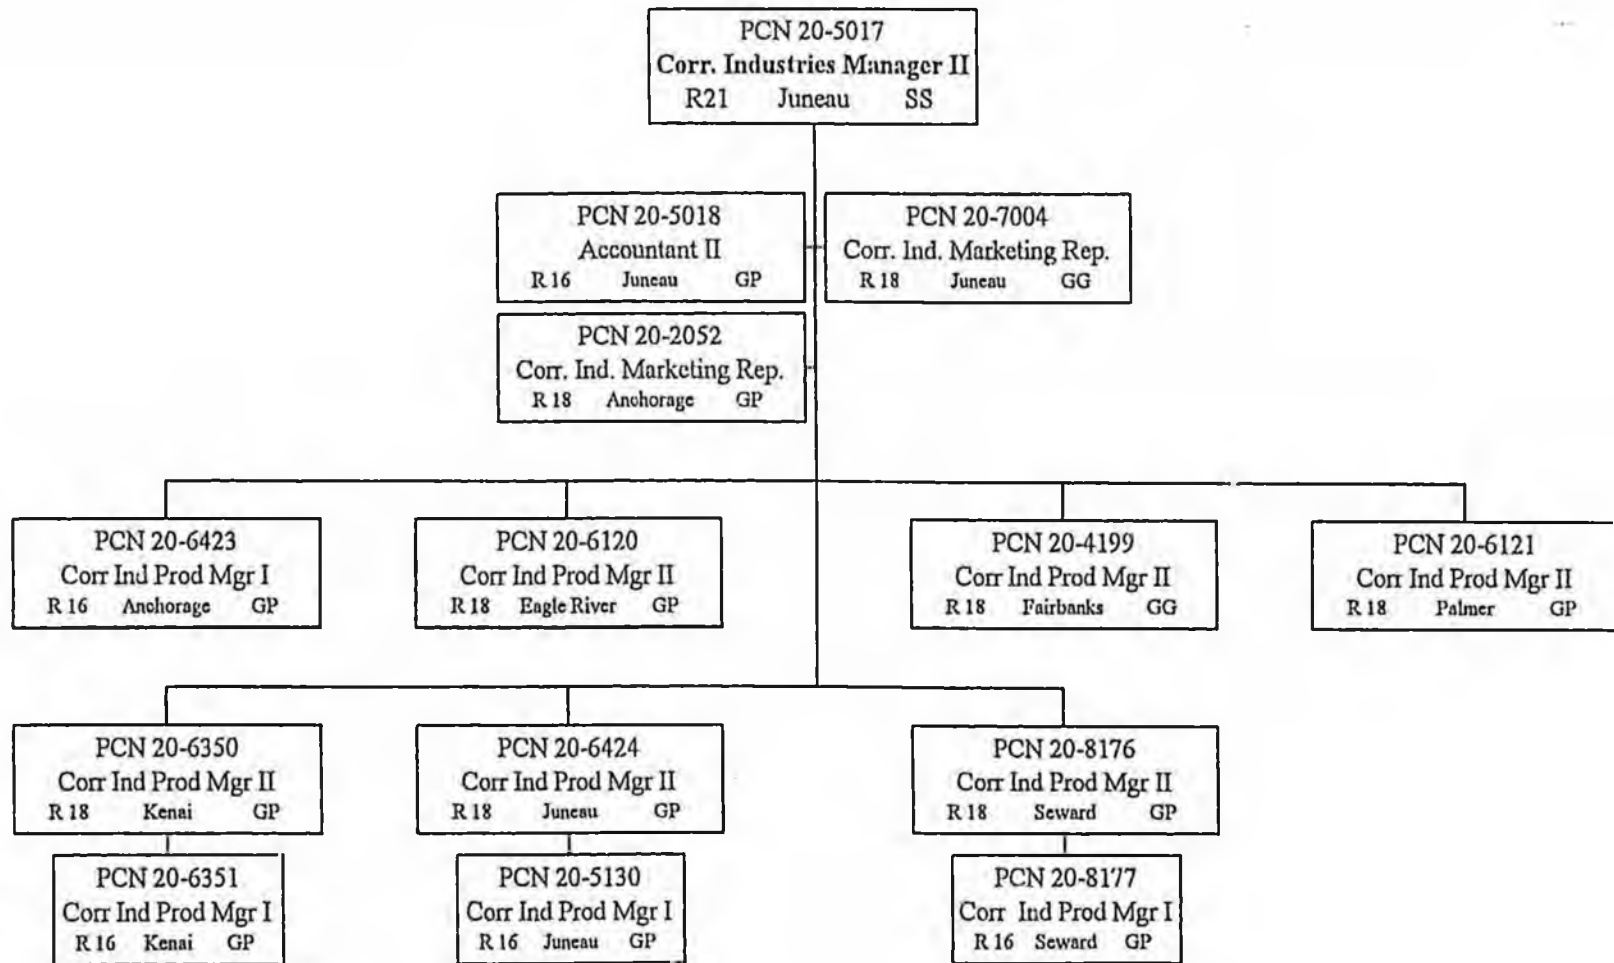 PCN 20-5017
Corr. Industries Manager II
R21 Juneau SS
PCN 20-5018
Accountant II
R 16 Juneau GP
PCN 20-7004
Corr. Ind. Marketing Rep.
R 18 Juneau GG
PCN 20-2052
Corr. Ind. Marketing Rep.
R 18 Anchorage GP
PCN 20-6423
Corr Ind Prod Mgr I
R 16 Anchorage GP
PCN 20-6120
Corr Ind Prod Mgr II
R 18 Eagle River GP
PCN 20-4199
Corr Ind Prod Mgr II
R 18 Fairbanks GG
PCN 20-6121
Corr Ind Prod Mgr II
R 18 Palmer GP
PCN 20-6350
Corr Ind Prod Mgr II
R 18 Kenai GP
PCN 20-6424
Corr Ind Prod Mgr II
R 18 Juneau GP
PCN 20-8176
Corr Ind Prod Mgr II
R 18 Seward GP
PCN 20-6351
Corr Ind Prod Mgr I
R 16 Kenai GP
PCN 20-5130
Corr Ind Prod Mgr I
R 16 Juneau GP
PCN 20-8177
Corr Ind Prod Mgr I
R 16 Seward GP